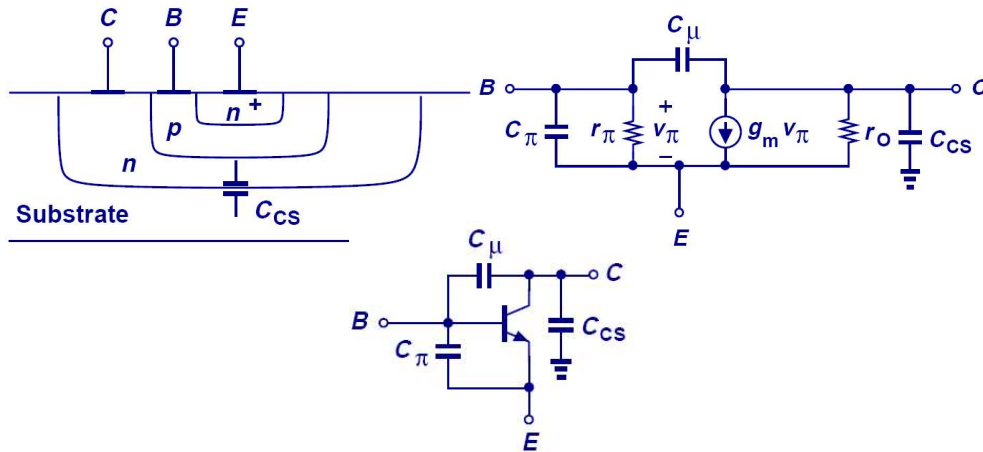 C B E
n+
p
n
CCS
Substrate
Cμ
B
C
Cπ
rπ
+
vπ
−
gm vπ
rO
CCS
E
Cμ
C
B
Cπ
CCS
E